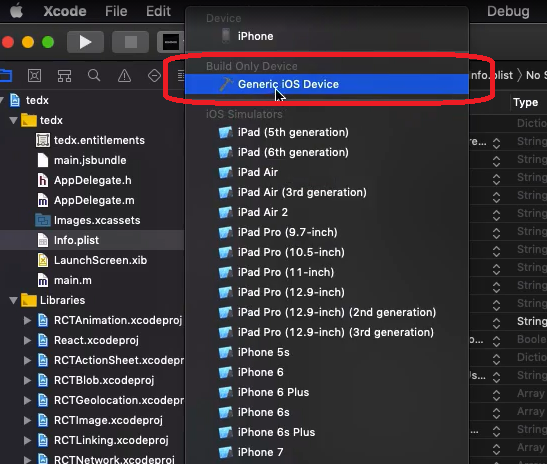 Xcode File Edit Debug
Device
iPhone
Build Only Device
Generic iOS Device
iOS Simulators
iPad (5th generation)
iPad (6th generation)
iPad Air
iPad Air (3rd generation)
iPad Air 2
iPad Pro (9.7-inch)
iPad Pro (10.5-inch)
iPad Pro (11-inch)
iPad Pro (12.9-inch)
iPad Pro (12.9-inch) (2nd generation)
iPad Pro (12.9-inch) (3rd generation)
iPhone 5s
iPhone 6
iPhone 6 Plus
iPhone 6s
iPhone 6s Plus
iPhone 7
tedx
tedx
tedx.entitlements
main.jsbundle
AppDelegate.h
AppDelegate.m
Images.xcassets
Info.plist
LaunchScreen.xib
main.m
Libraries
RCTAnimation.xcodeproj
React.xcodeproj
RCTActionSheet.xcodeproj
RCTBlob.xcodeproj
RCTGeolocation.xcodeproj
RCTImage.xcodeproj
RCTLinking.xcodeproj
RCTNetwork.xcodeproj
nfo.plist No S
Type
Dictio
String
re... String
String
String
String
String
String
String
String
String
String
Boole
Dictio
s... String
Array
Array
Array